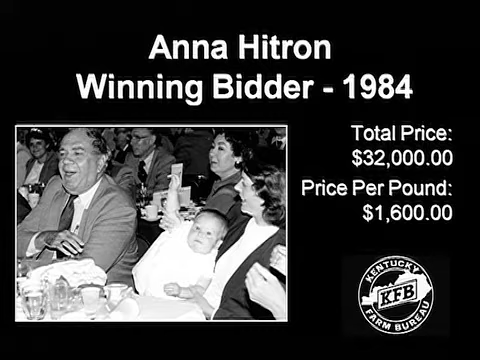 Anna Hitron
Winning Bidder - 1984
Total Price:
$32,000.00
Price Per Pound:
$1,600.00
KENTUCKY
KFB
FARM BUREAU